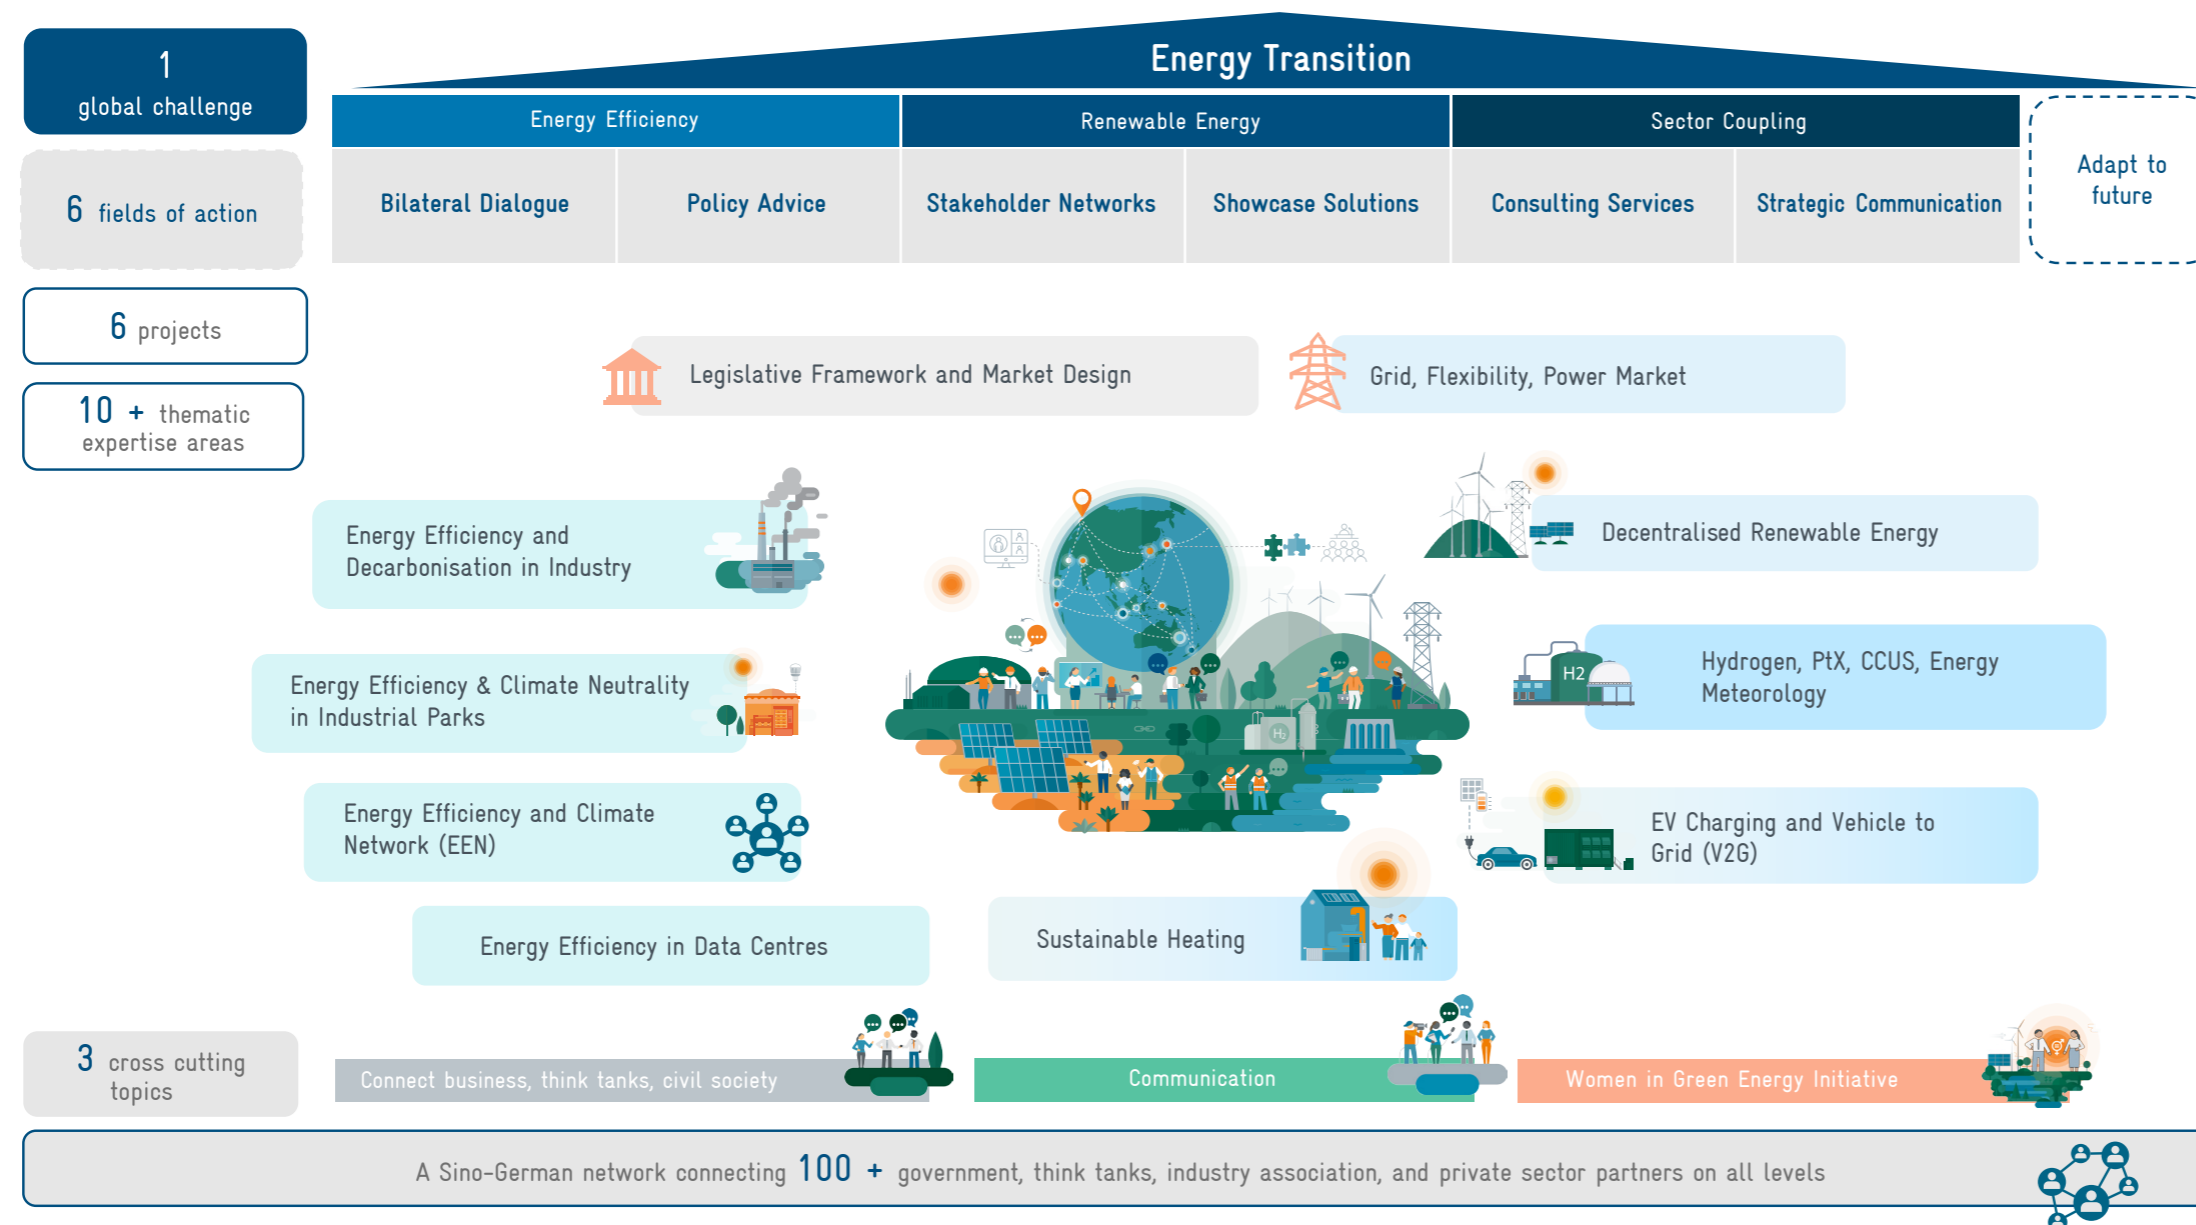 1
global challenge
Energy Transition
Energy Efficiency
Renewable Energy
Sector Coupling
Adapt to
future
6 fields of action
Bilateral Dialogue
Policy Advice
Stakeholder Networks
Showcase Solutions
Consulting Services
Strategic Communication
6 projects
10 + thematic
expertise areas
Legislative Framework and Market Design
Grid, Flexibility, Power Market
Energy Efficiency and
Decarbonisation in Industry
Decentralised Renewable Energy
Energy Efficiency & Climate Neutrality
in Industrial Parks
H2
Hydrogen, PtX, CCUS, Energy
Meteorology
H₂
Energy Efficiency and Climate
Network (EEN)
EV Charging and Vehicle to
Grid (V2G)
Energy Efficiency in Data Centres
Sustainable Heating
3 cross cutting
topics
Connect business, think tanks, civil society
Communication
Women in Green Energy Initiative
A Sino-German network connecting 100 + government, think tanks, industry association, and private sector partners on all levels